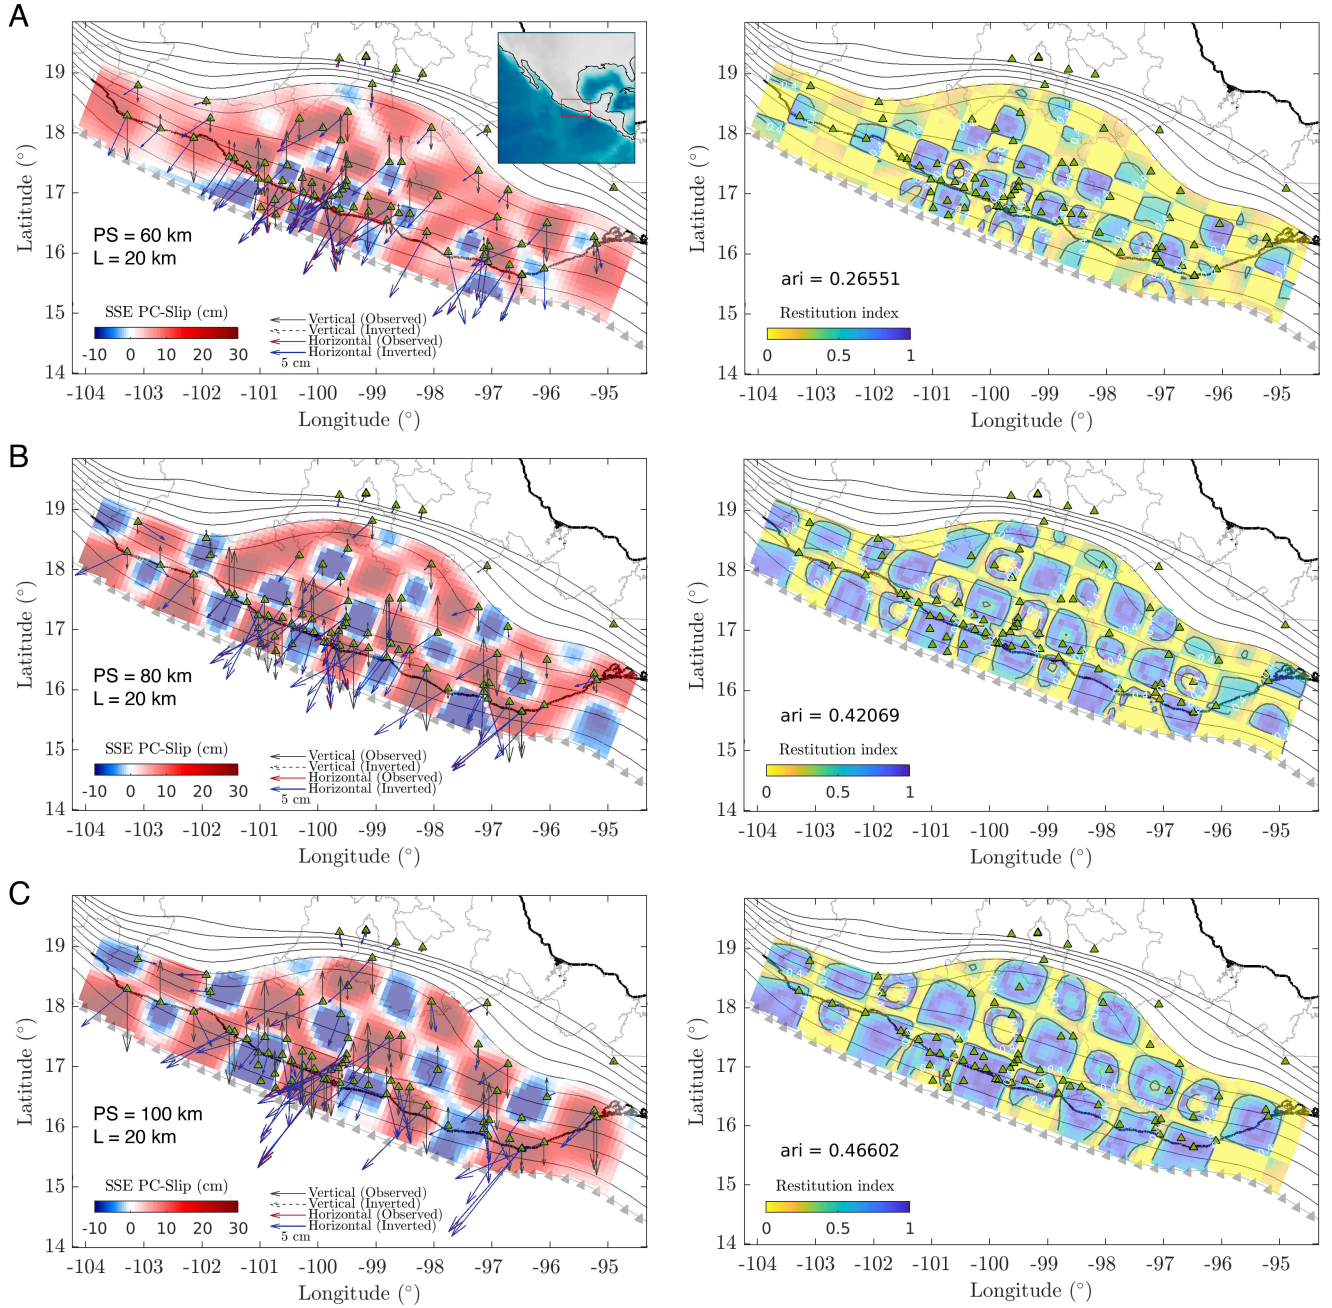 A
19
18
17
16
15
14
Latitude (°)
PS = 60 km
L = 20 km
SSE PC-Slip (cm)
-10 0 10 20 30
Vertical (Observed)
Vertical (Inverted)
Horizontal (Observed)
Horizontal (Inverted)
5 cm
-104 -103 -102 -101 -100 -99 -98 -97 -96 -95
Longitude (°)
19
18
17
16
15
14
Latitude (°)
ari = 0.26551
Restitution index
0 0.5 1
-104 -103 -102 -101 -100 -99 -98 -97 -96 -95
Longitude (°)
B
19
18
17
16
15
14
Latitude (°)
PS = 80 km
L = 20 km
SSE PC-Slip (cm)
-10 0 10 20 30
Vertical (Observed)
Vertical (Inverted)
Horizontal (Observed)
Horizontal (Inverted)
5 cm
-104 -103 -102 -101 -100 -99 -98 -97 -96 -95
Longitude (°)
19
18
17
16
15
14
Latitude (°)
ari = 0.42069
Restitution index
0 0.5 1
-104 -103 -102 -101 -100 -99 -98 -97 -96 -95
Longitude (°)
C
19
18
17
16
15
14
Latitude (°)
PS = 100 km
L = 20 km
SSE PC-Slip (cm)
-10 0 10 20 30
Vertical (Observed)
Vertical (Inverted)
Horizontal (Observed)
Horizontal (Inverted)
5 cm
-104 -103 -102 -101 -100 -99 -98 -97 -96 -95
Longitude (°)
19
18
17
16
15
14
Latitude (°)
ari = 0.46602
Restitution index
0 0.5 1
-104 -103 -102 -101 -100 -99 -98 -97 -96 -95
Longitude (°)